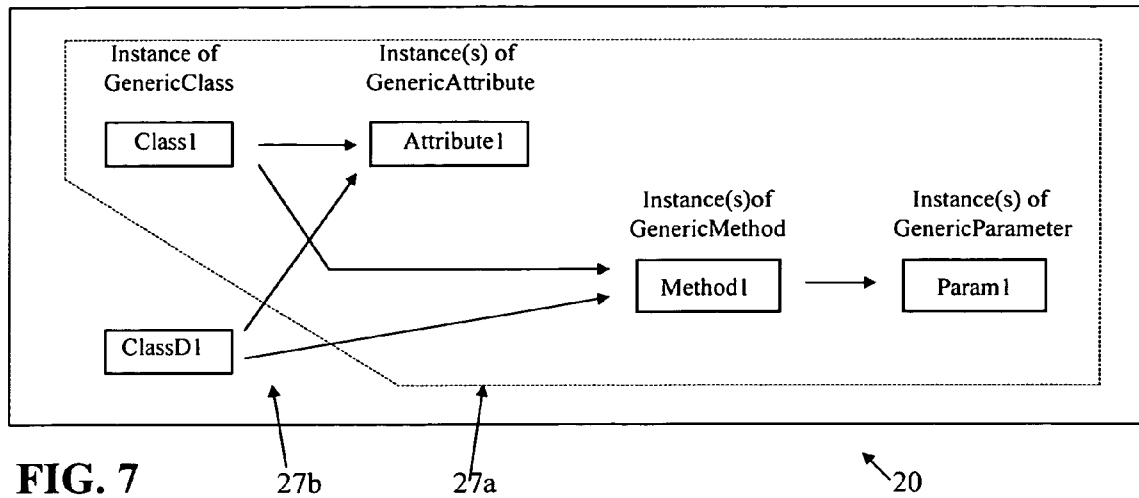 Instance of
GenericClass
Instance(s) of
GenericAttribute
Class1
Attribute1
Instance(s)of
GenericMethod
Instance(s) of
GenericParameter
Method1
Param1
ClassD1
FIG. 7
27b
27a
20